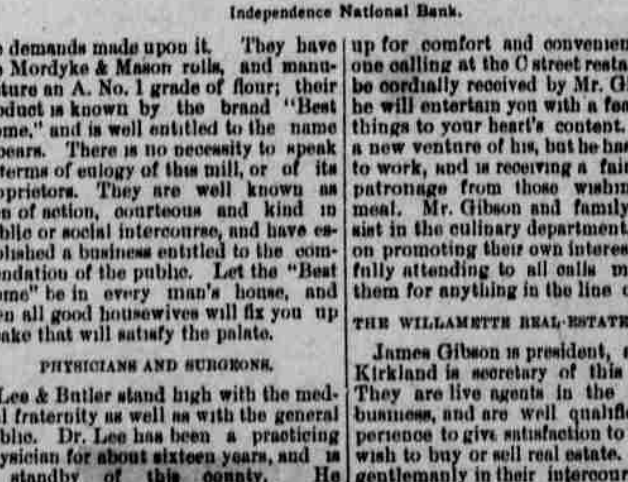 Independence National Bank.
demands made upon it. They have
Mordyke & Mason rolls, and manu-
ture an A. No. 1 grade of flour; their
oduct is known by the brand "Best
ome," and is well entitled to the name
bears. There is no necessity to speak
terms of eulogy of this mill, or of its
oprietors. They are well known as
en of action, courteous and kind in
ublic or social intercourse, and have es-
blished a business entitled to the com-
endation of the public. Let the "Best
ome" be in every man's house, and
en all good housewives will fix you up
ake that will satisfy the palate.
PHYSICIANS AND SURGEONS.
Lee & Butler stand high with the med-
l fraternity as well as with the general
blic. Dr. Lee has been a practicing
ysician for about sixteen years, and is
standby of this county. He
up for comfort and convenien
one calling at the C street resta
be cordially received by Mr. G
he will entertain you with a fea
things to your heart's content.
a new venture of his, but he has
to work, and is receiving a fair
patronage from those wishin
meal. Mr. Gibson and family
sist in the culinary department
on promoting their own interes
fully attending to all calls m
them for anything in the line o
THE WILLAMETTE REAL-ESTATE
James Gibson is president,
Kirkland is secretary of this
They are live agents in the
business, and are well qualifie
perience to give satisfaction to
wish to buy or sell real estate.
gentlemanly in their intercour